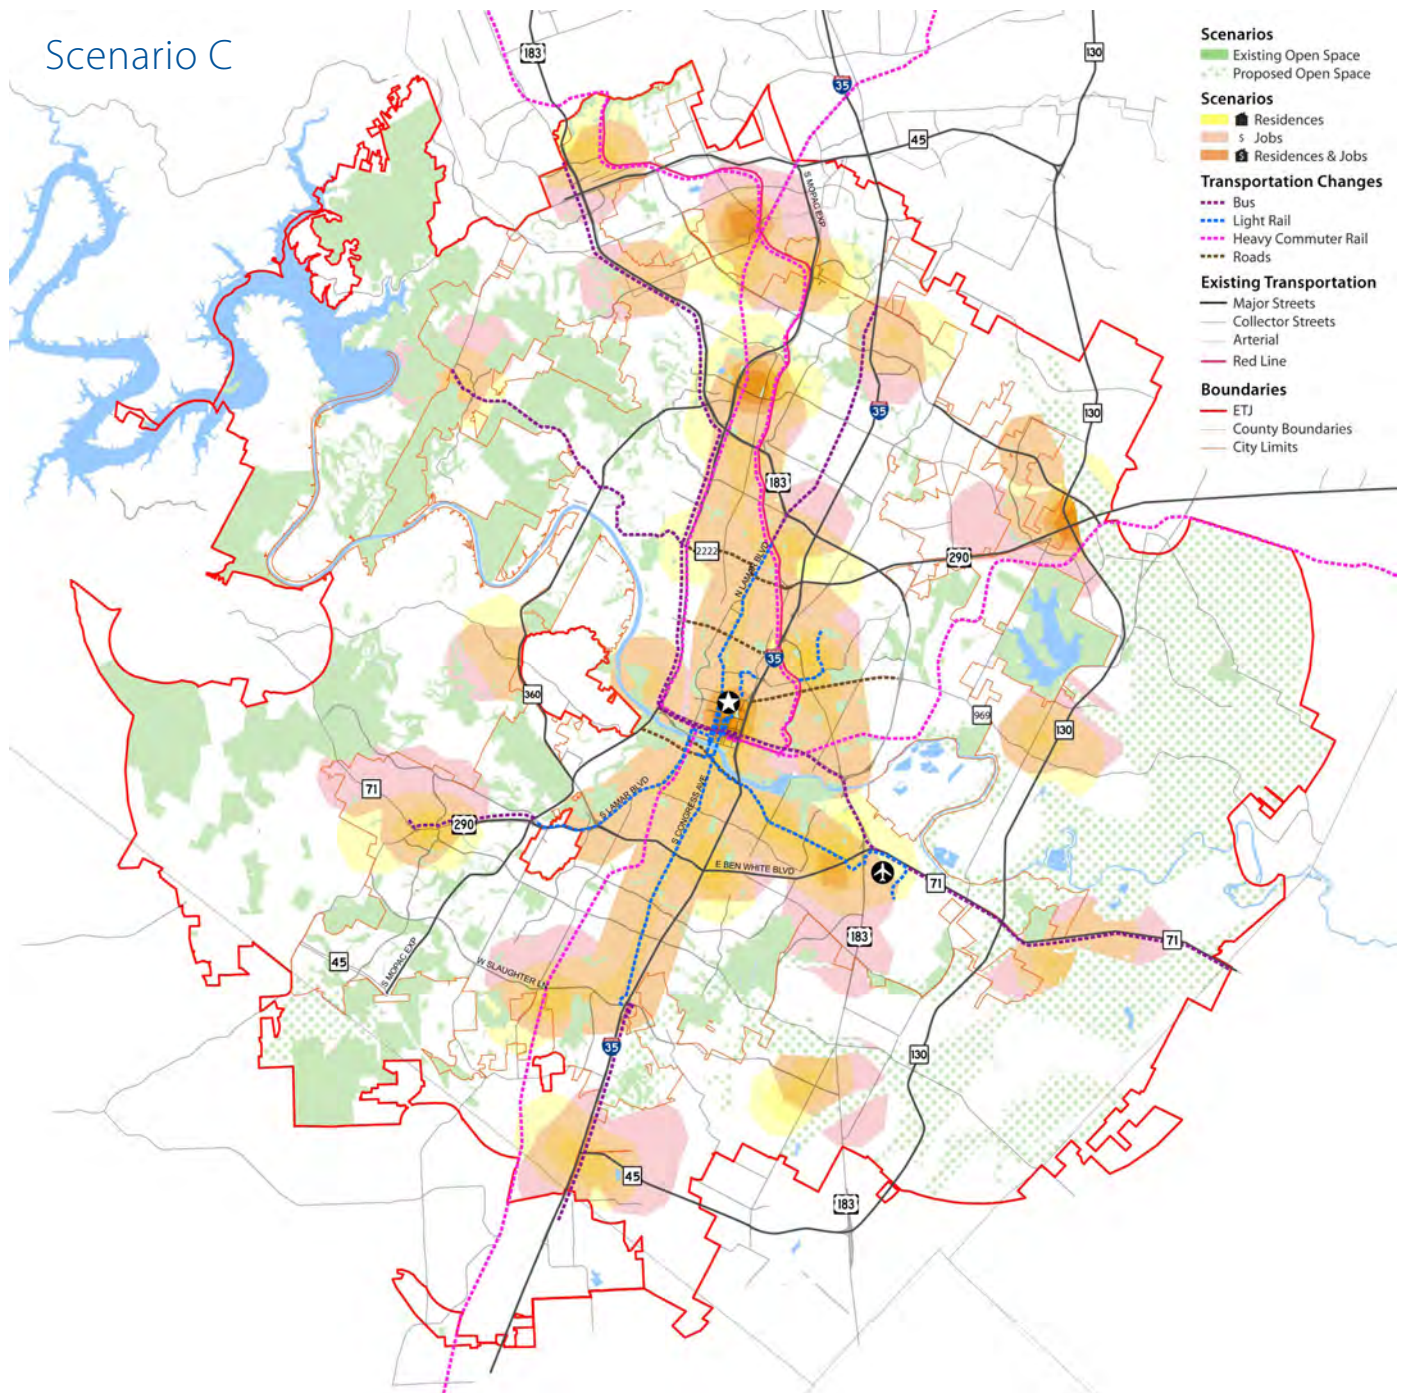 Scenario C
Scenarios
Existing Open Space
Proposed Open Space
Scenarios
Residences
$ Jobs
$ Residences & Jobs
Transportation Changes
Bus
Light Rail
Heavy Commuter Rail
Roads
Existing Transportation
Major Streets
Collector Streets
Arterial
Red Line
Boundaries
ETJ
County Boundaries
City Limits
183
130
35
45
S MOPAC EXP
35
130
183
2222
290
N LAMAR BLVD
35
360
969
130
71
290
S LAMAR BLVD
S CONGRESS AVE
E BEN WHITE BLVD
71
183
71
45
S MOPAC EXP
W SLAUGHTER LN
35
130
45
183